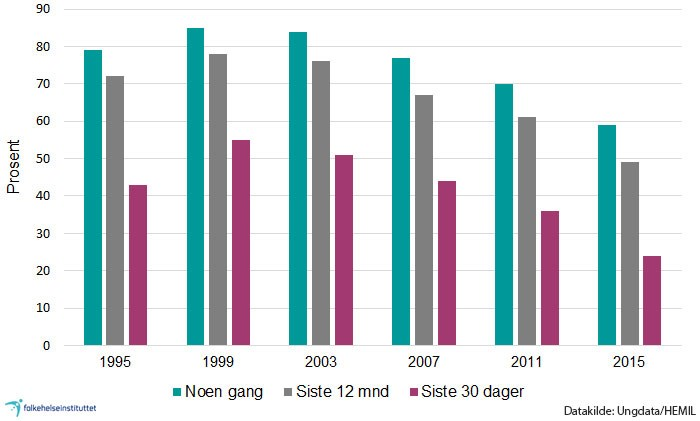 90
80
70
60
50
40
30
20
10
0
Prosent
1995 1999 2003 2007 2011 2015
Noen gang Siste 12 mnd Siste 30 dager
folkehelseinstituttet
Datakilde: Ungdata/HEMIL